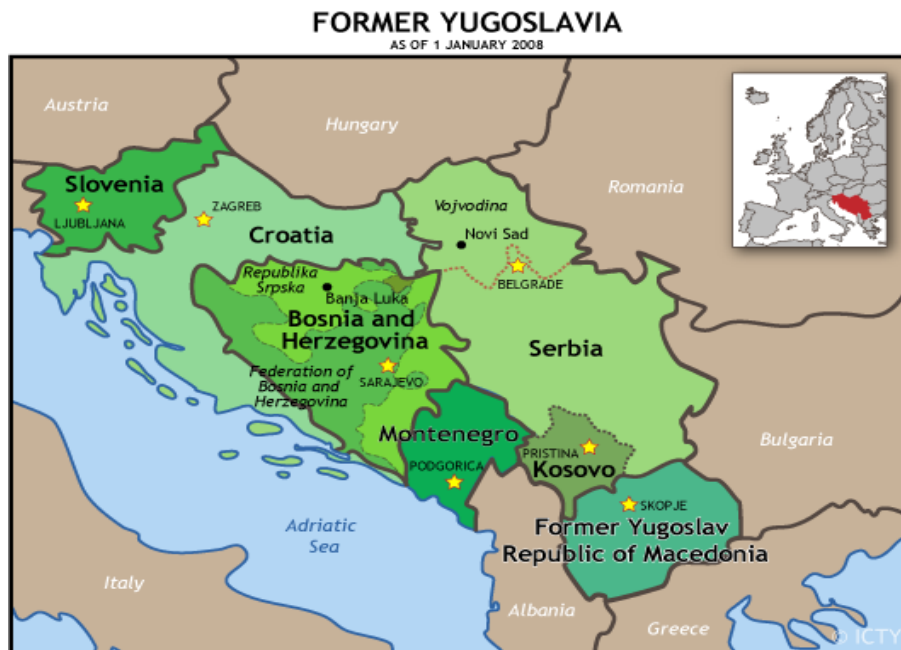 FORMER YUGOSLAVIA
AS OF 1 JANUARY 2008
Austria
Hungary
Romania
Slovenia
LJUBLJANA
ZAGREB
Croatia
Vojvodina
Novi Sad
BELGRADE
Republika
Srpska
Banja Luka
Bosnia and
Herzegovina
Federation of
Bosnia and
Herzegovina
SARAJEVO
Serbia
Montenegro
PODGORICA
PRISTINA
Kosovo
Bulgaria
SKOPJE
Former Yugoslav
Republic of Macedonia
Adriatic
Sea
Italy
Albania
Greece
© ICTY